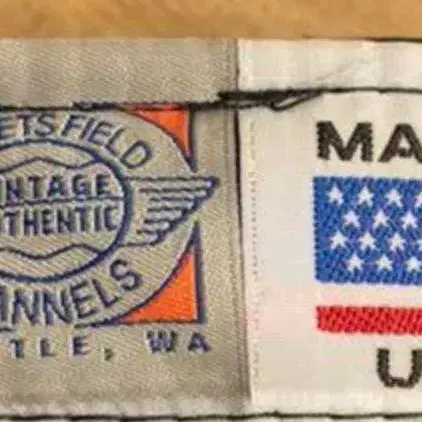 ETSFIELD
NTAGE
THENTIC
NNELS
TLE, WA
MA
U